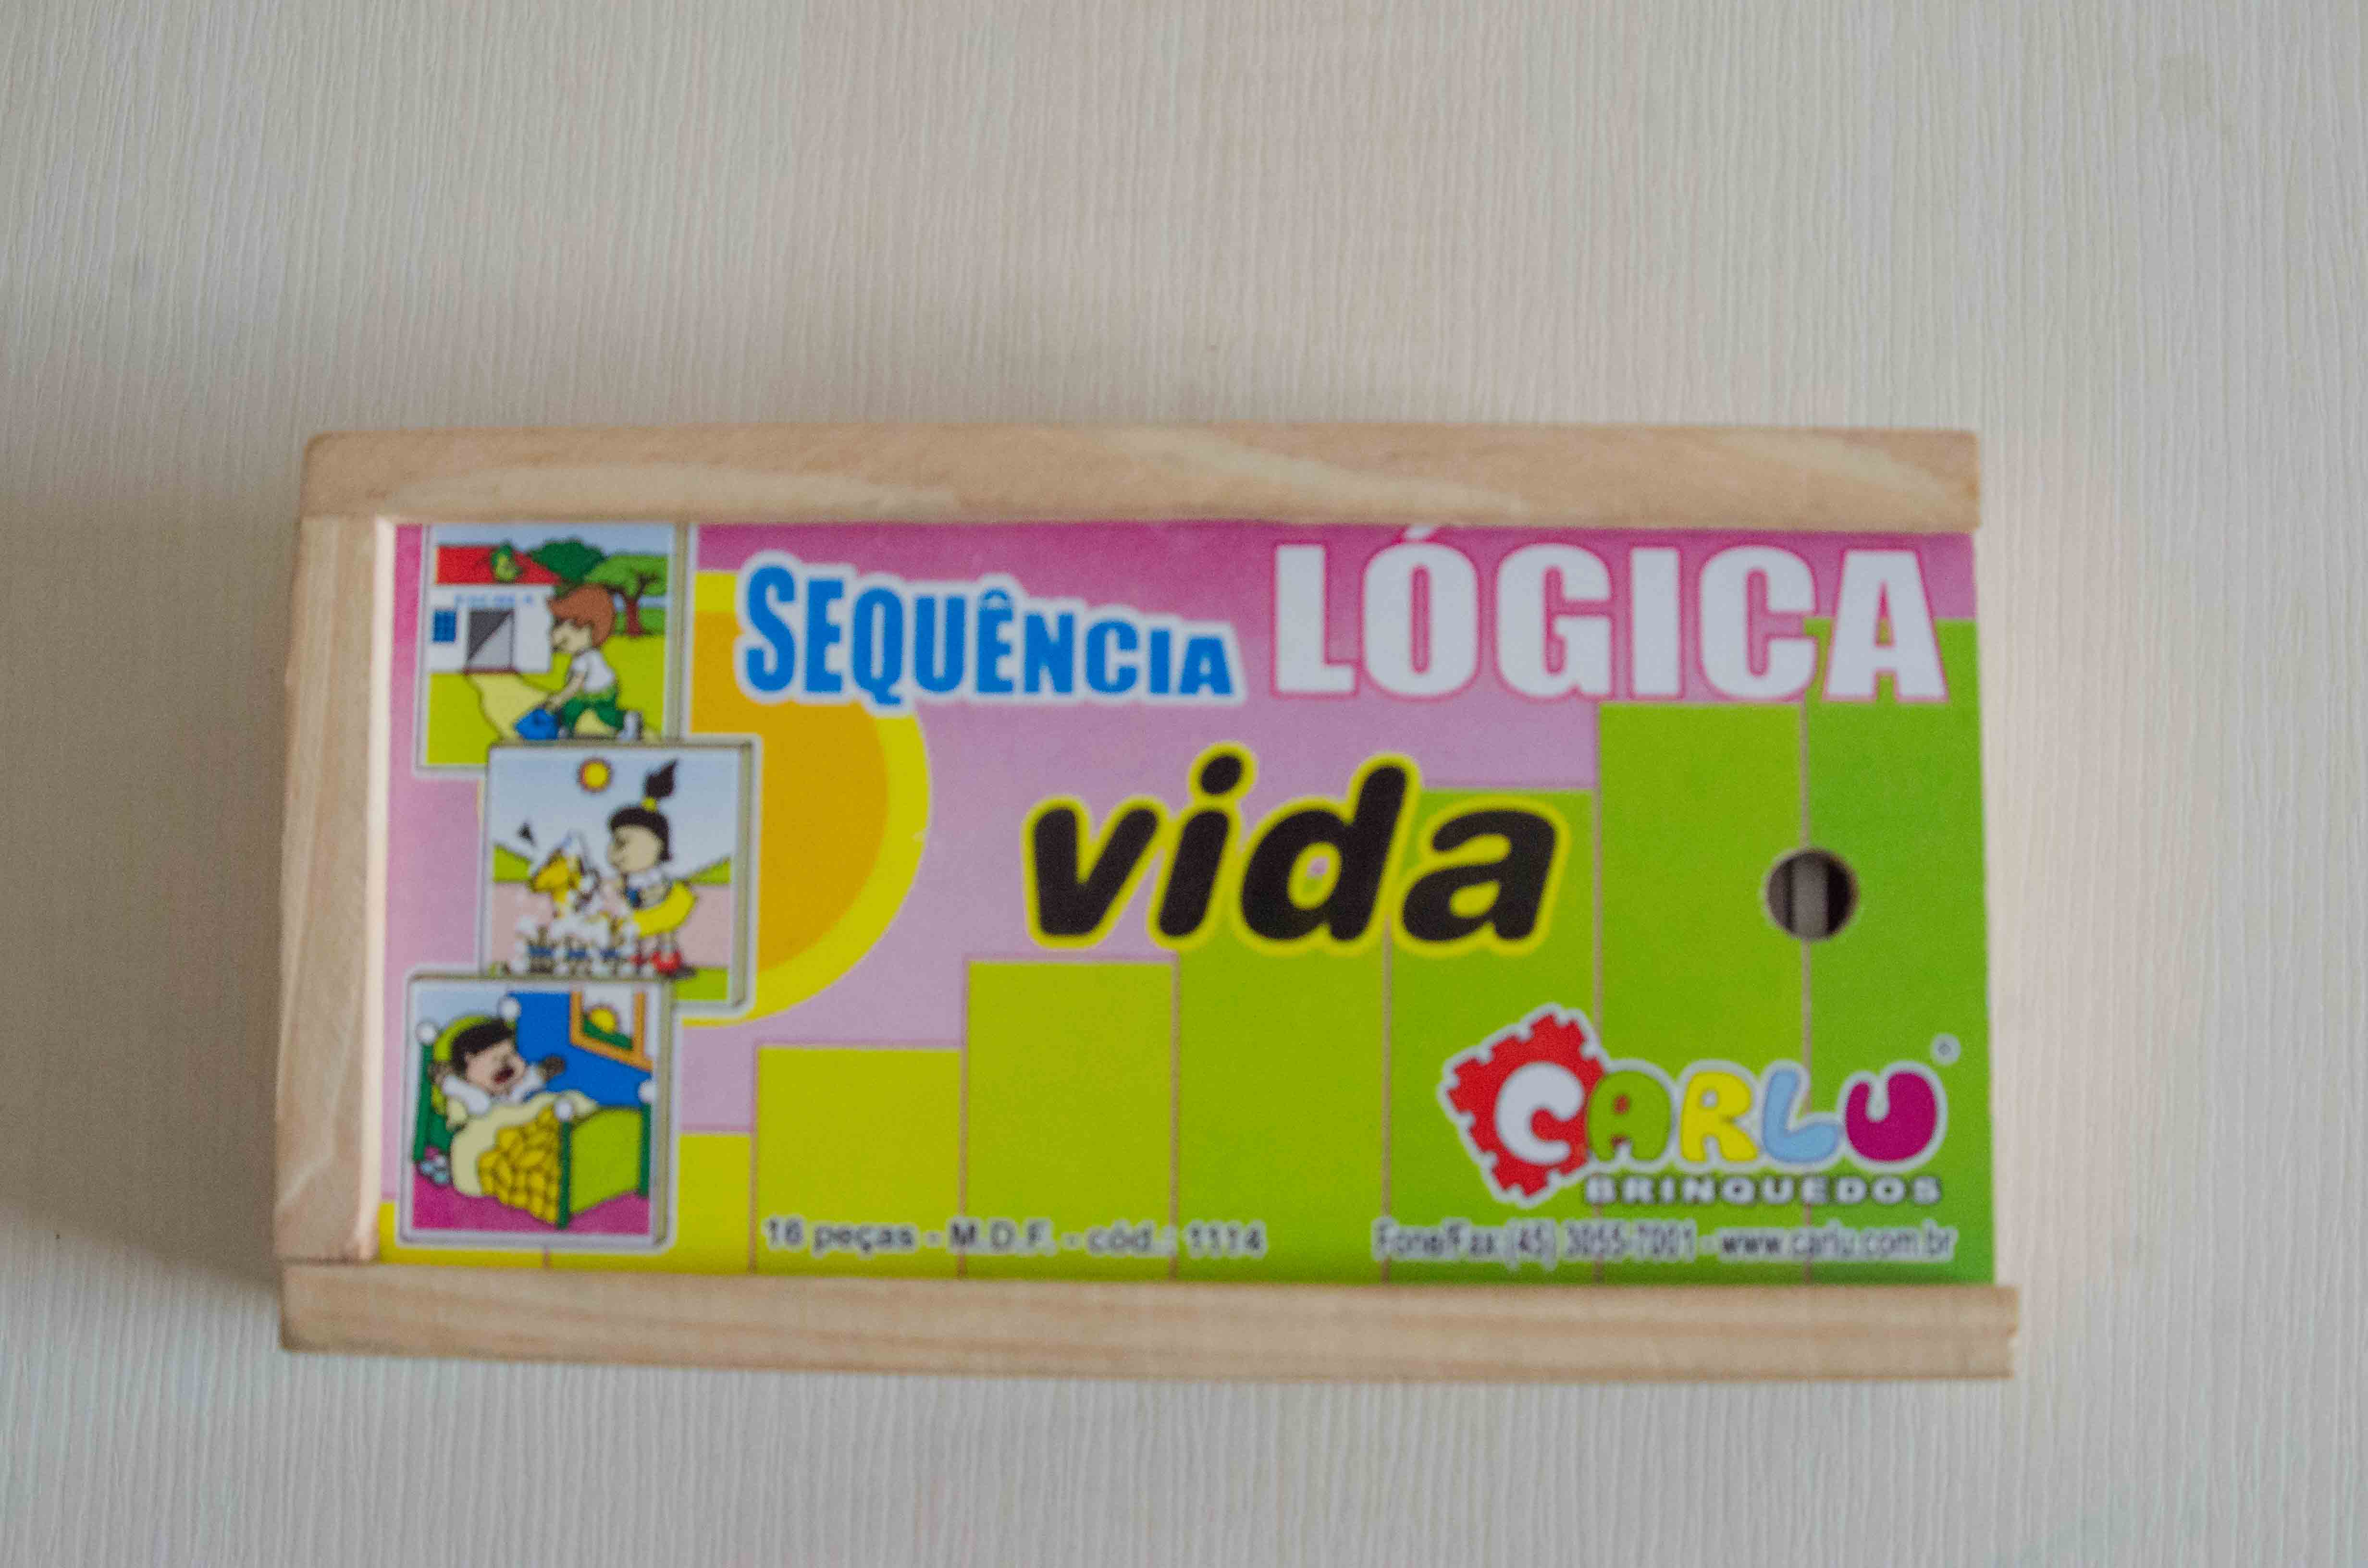 SEQUÊNCIA LÓGICA
vida
CARLU
BRINQUEDOS
16 peças - M.D.F. - cód.: 1114
Fone/Fax (45) 3055-7001 - www.carlu.com.br